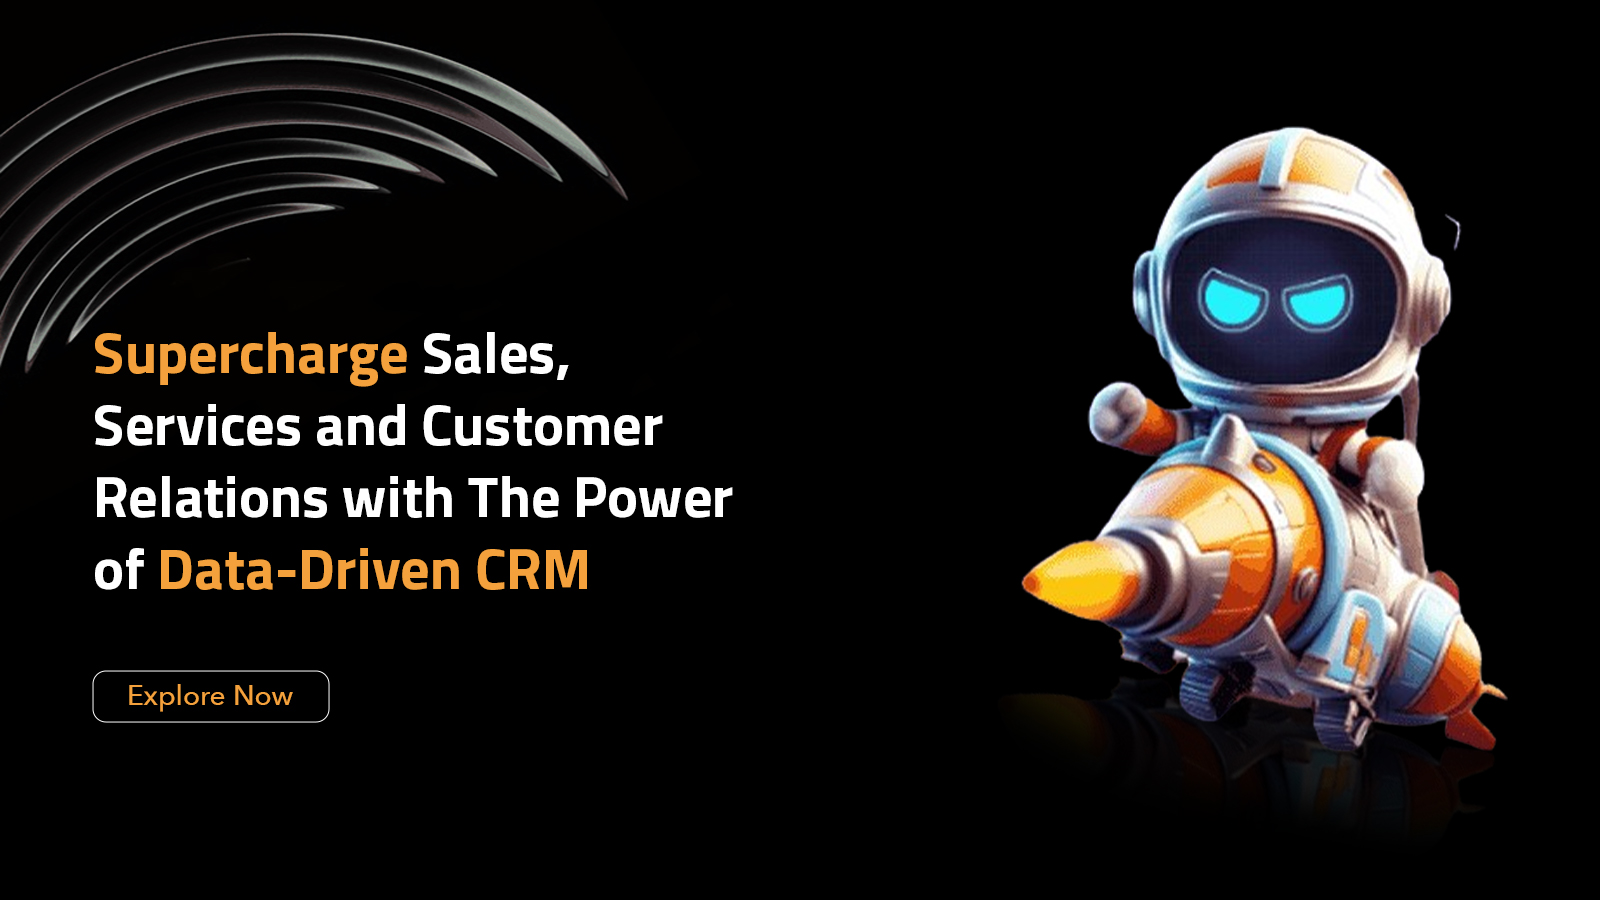 Supercharge Sales,
Services and Customer
Relations with The Power
of Data-Driven CRM
Explore Now